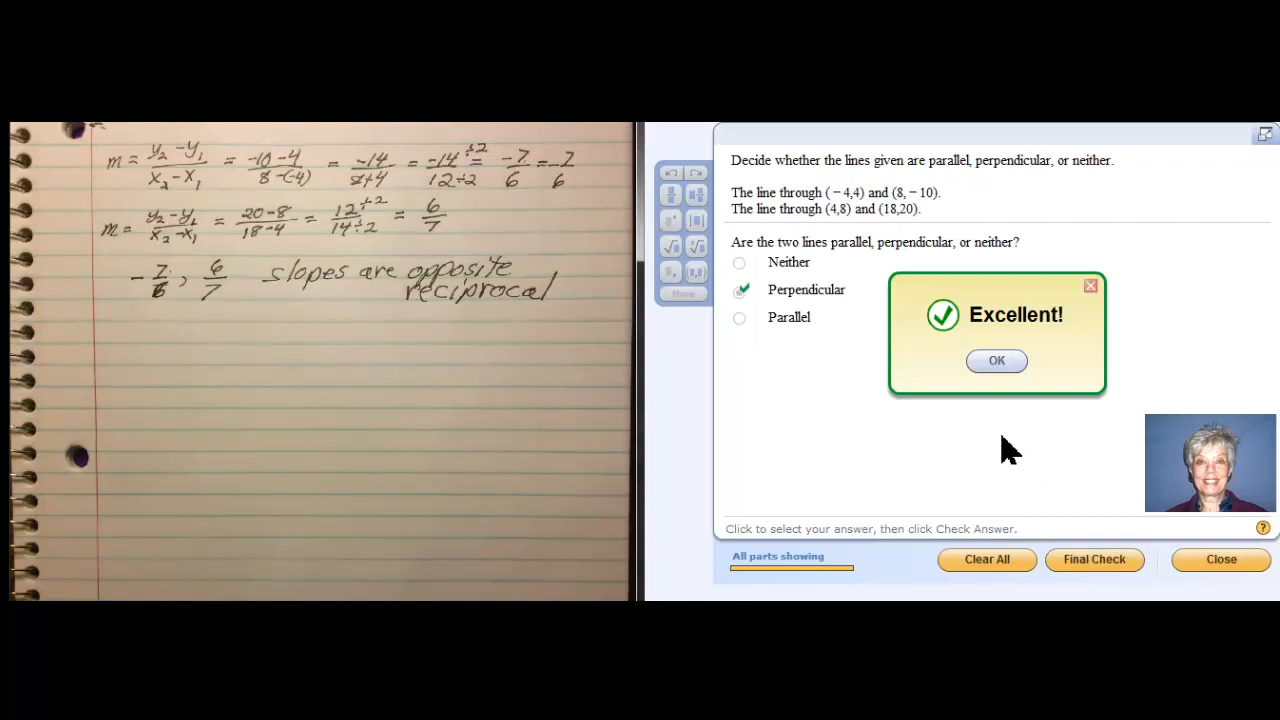 m = y₂ - y₁ / x₂ - x₁ = -10 - 4 / 8 - (-4) = -14 / 8 + 4 = -14 ÷2 / 12 ÷2 = -7 / 6 = -7 / 6
m = y₂ - y₁ / x₂ - x₁ = 20 - 8 / 18 - 4 = 12 ÷2 / 14 ÷2 = 6 / 7
- 7 / 6 , 6 / 7 slopes are opposite
reciprocal
Decide whether the lines given are parallel, perpendicular, or neither.
The line through (-4,4) and (8,-10).
The line through (4,8) and (18,20).
Are the two lines parallel, perpendicular, or neither?
Neither
Perpendicular
Parallel
Excellent!
OK
More
Click to select your answer, then click Check Answer.
?
All parts showing
Clear All
Final Check
Close